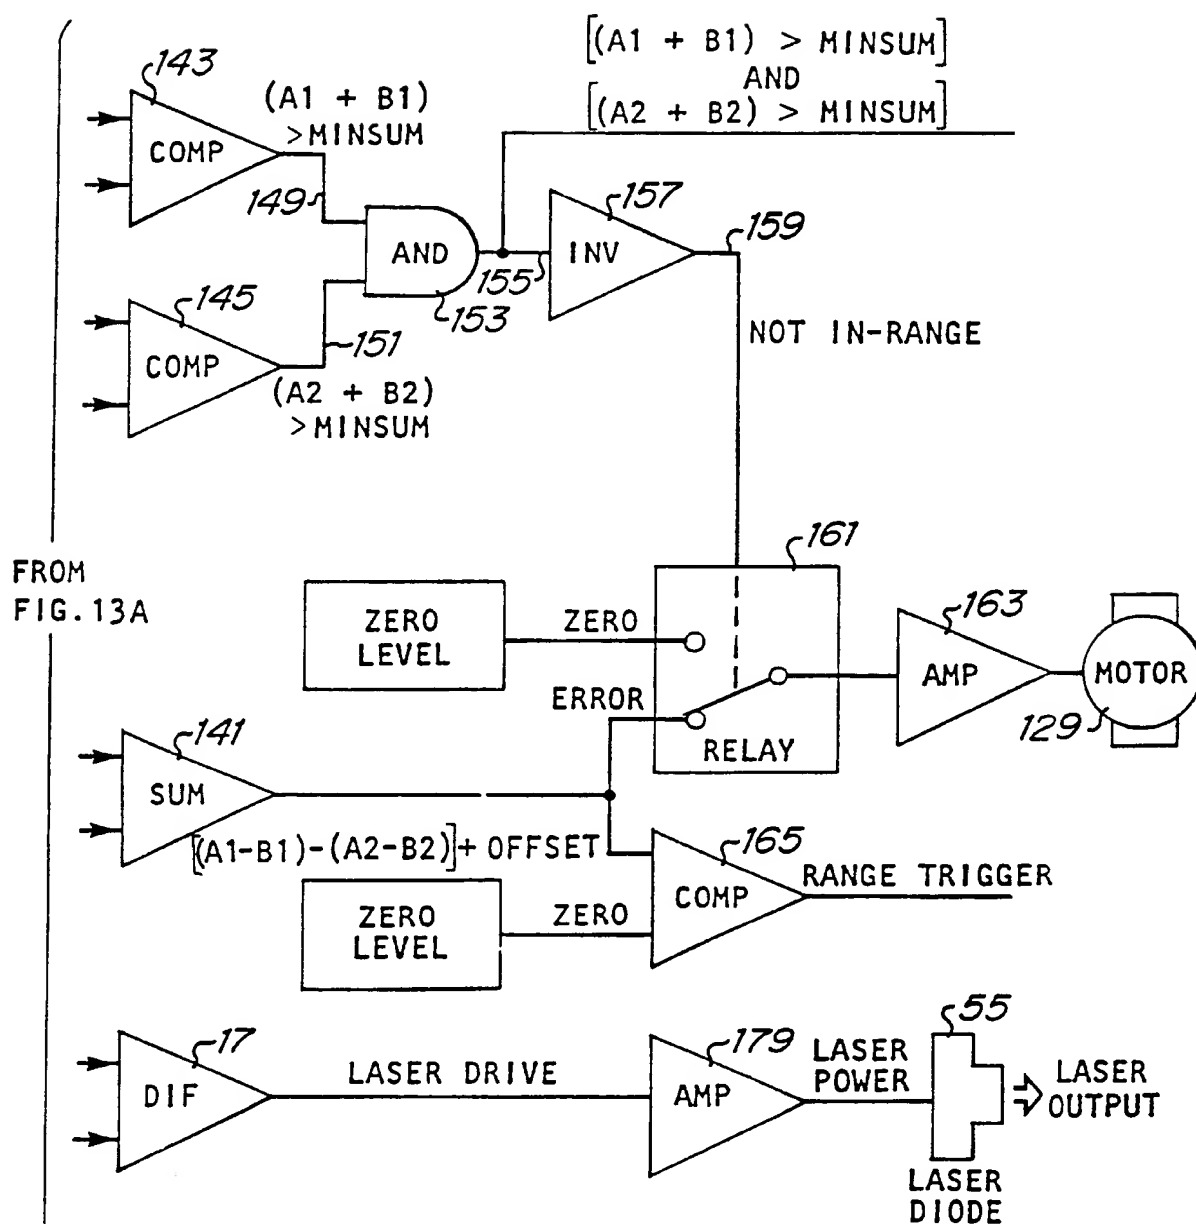 [(A1 + B1) > MINSUM]
AND
[(A2 + B2) > MINSUM]
143
(A1 + B1)
>MINSUM
COMP
149
157
159
AND
155
INV
153
145
151
NOT IN-RANGE
COMP
(A2 + B2)
>MINSUM
FROM
FIG.13A
161
ZERO
LEVEL
ZERO
163
AMP
MOTOR
129
ERROR
RELAY
141
SUM
[(A1-B1)-(A2-B2)]+ OFFSET
165
COMP
RANGE TRIGGER
ZERO
LEVEL
ZERO
17
DIF
LASER DRIVE
179
AMP
LASER
POWER
55
LASER
OUTPUT
LASER
DIODE